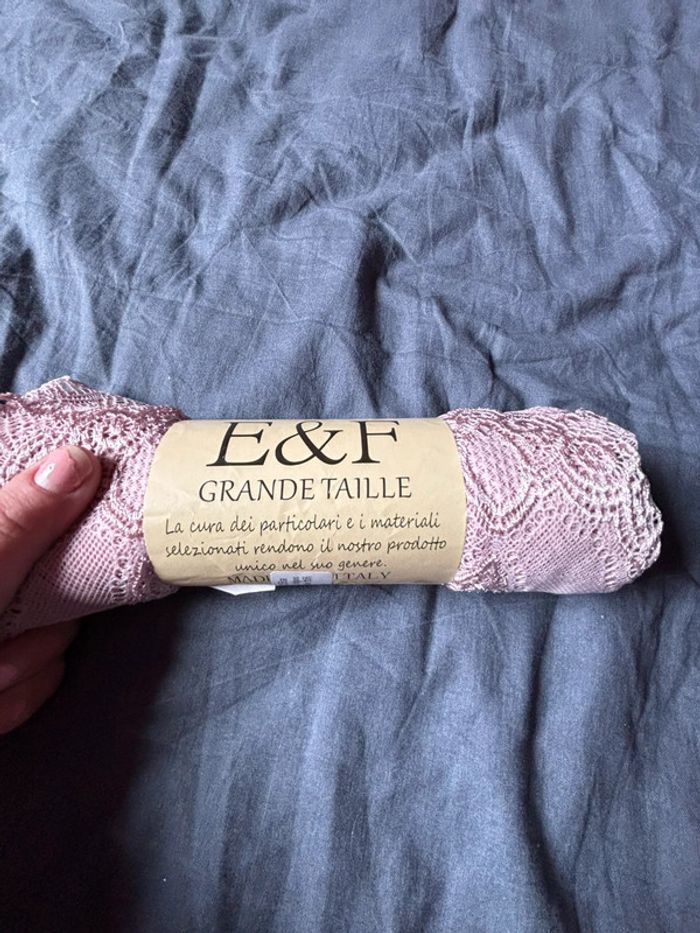 E&F
GRANDE TAILLE
La cura dei particolari e i materiali
selezionati rendono il nostro prodotto
unico nel suo genere.
ITALY